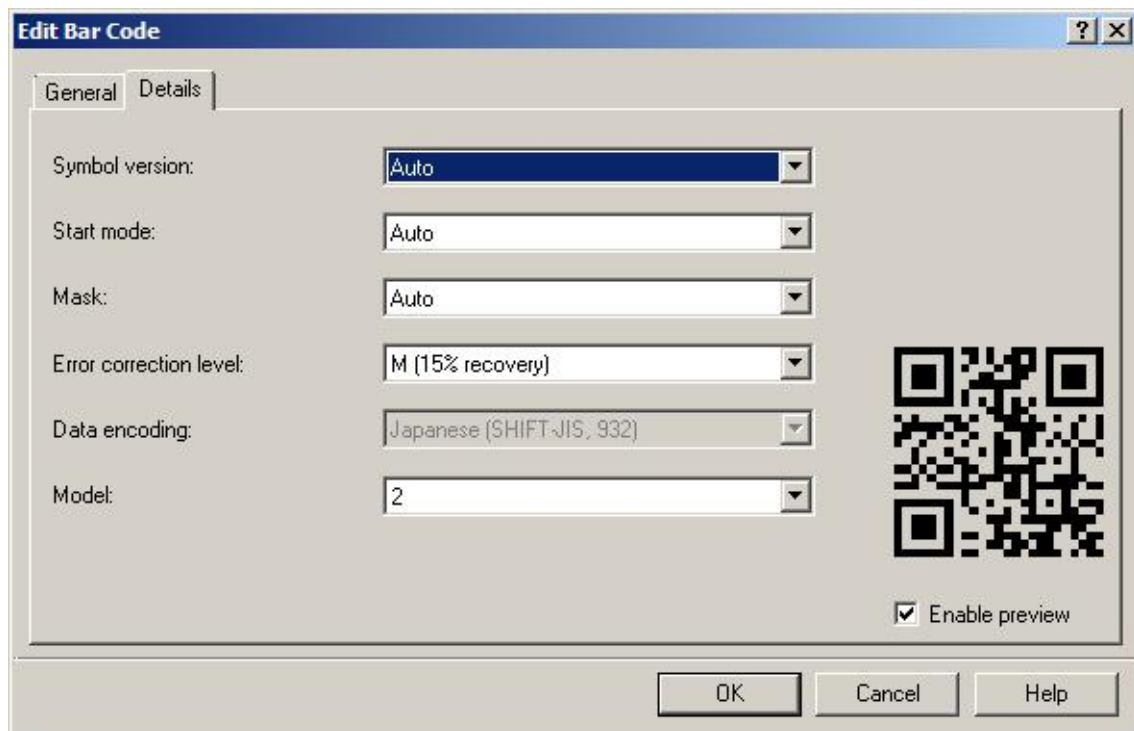 Edit Bar Code
General Details
Symbol version: Auto
Start mode: Auto
Mask: Auto
Error correction level: M (15% recovery)
Data encoding: Japanese (SHIFT-JIS, 932)
Model: 2
Enable preview
OK Cancel Help